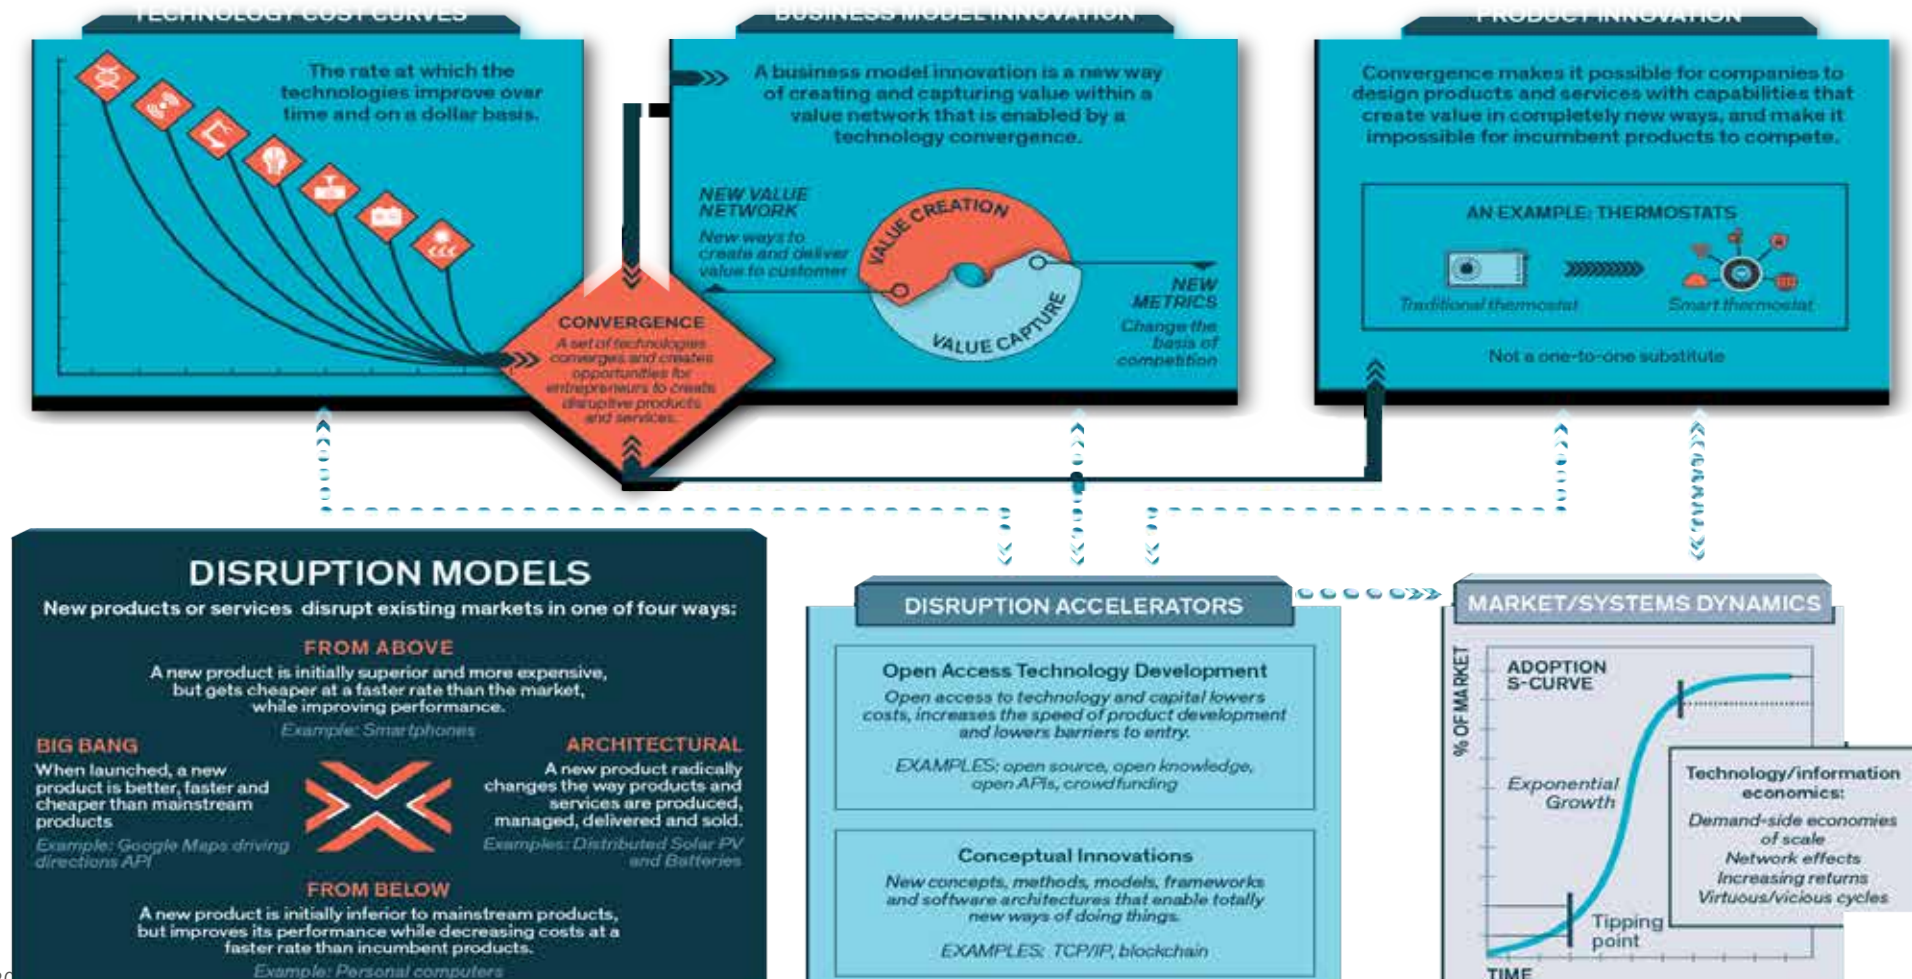 TECHNOLOGY COST CURVES
The rate at which the
technologies improve over
time and on a dollar basis.
CONVERGENCE
A set of technologies
converges and creates
opportunities for
entrepreneurs to create
disruptive products
and services.
BUSINESS MODEL INNOVATION
A business model innovation is a new way
of creating and capturing value within a
value network that is enabled by a
technology convergence.
NEW VALUE
NETWORK
New ways to
create and deliver
value to customer
VALUE CREATION
VALUE CAPTURE
NEW
METRICS
Change the
basis of
competition
PRODUCT INNOVATION
Convergence makes it possible for companies to
design products and services with capabilities that
create value in completely new ways, and make it
impossible for incumbent products to compete.
AN EXAMPLE: THERMOSTATS
Traditional thermostat
Smart thermostat
Not a one-to-one substitute
DISRUPTION MODELS
New products or services disrupt existing markets in one of four ways:
FROM ABOVE
A new product is initially superior and more expensive,
but gets cheaper at a faster rate than the market,
while improving performance.
Example: Smartphones
BIG BANG
When launched, a new
product is better, faster and
cheaper than mainstream
products
Example: Google Maps driving
directions API
ARCHITECTURAL
A new product radically
changes the way products and
services are produced,
managed, delivered and sold.
Examples: Distributed Solar PV
and Batteries
FROM BELOW
A new product is initially inferior to mainstream products,
but improves its performance while decreasing costs at a
faster rate than incumbent products.
Example: Personal computers
DISRUPTION ACCELERATORS
Open Access Technology Development
Open access to technology and capital lowers
costs, increases the speed of product development
and lowers barriers to entry.
EXAMPLES: open source, open knowledge,
open APIs, crowdfunding
Conceptual Innovations
New concepts, methods, models, frameworks
and software architectures that enable totally
new ways of doing things.
EXAMPLES: TCP/IP, blockchain
MARKET/SYSTEMS DYNAMICS
% OF MARKET
ADOPTION
S-CURVE
Exponential
Growth
Technology/information
economics:
Demand-side economies
of scale
Network effects
Increasing returns
Virtuous/vicious cycles
Tipping
point
TIME